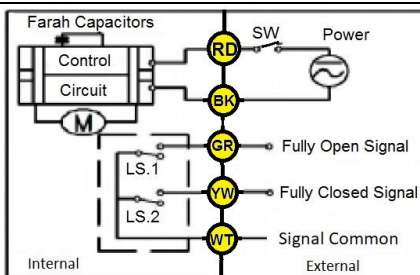 Farah Capacitors
Control
Circuit
M
RD
SW
Power
BK
GR
Fully Open Signal
LS.1
YW
Fully Closed Signal
LS.2
WT
Signal Common
Internal
External